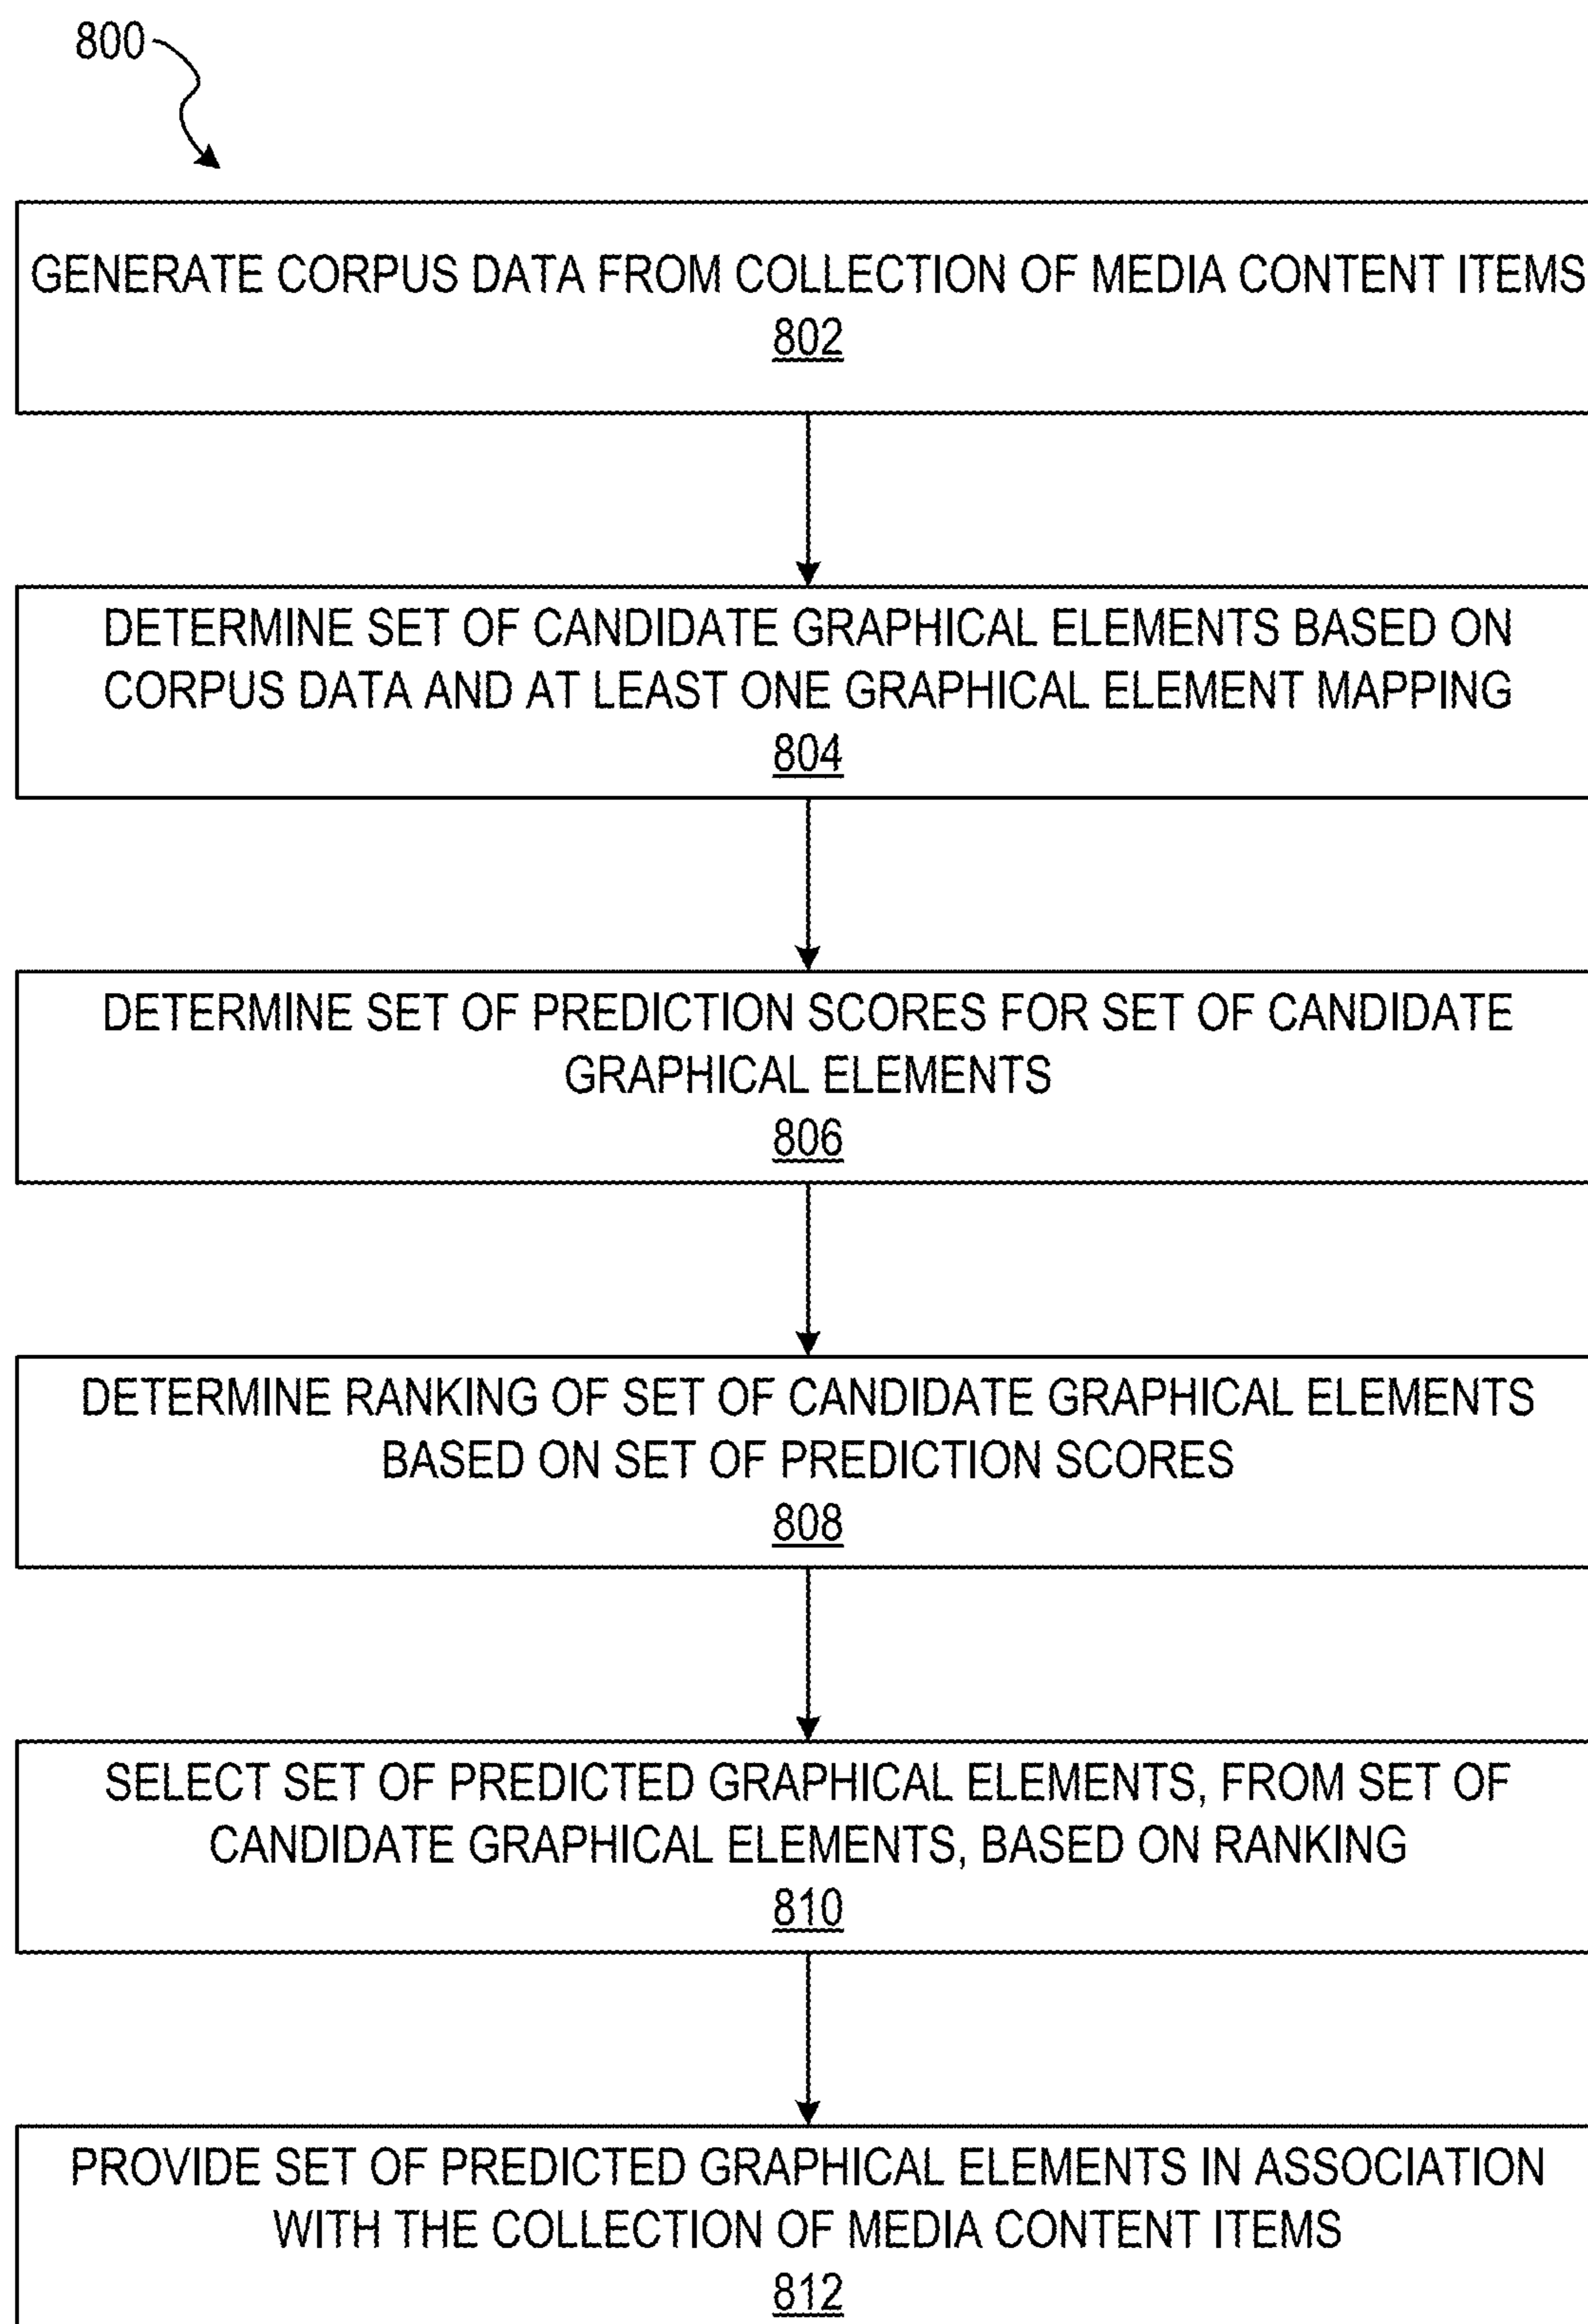 800
GENERATE CORPUS DATA FROM COLLECTION OF MEDIA CONTENT ITEMS
802
DETERMINE SET OF CANDIDATE GRAPHICAL ELEMENTS BASED ON
CORPUS DATA AND AT LEAST ONE GRAPHICAL ELEMENT MAPPING
804
DETERMINE SET OF PREDICTION SCORES FOR SET OF CANDIDATE
GRAPHICAL ELEMENTS
806
DETERMINE RANKING OF SET OF CANDIDATE GRAPHICAL ELEMENTS
BASED ON SET OF PREDICTION SCORES
808
SELECT SET OF PREDICTED GRAPHICAL ELEMENTS, FROM SET OF
CANDIDATE GRAPHICAL ELEMENTS, BASED ON RANKING
810
PROVIDE SET OF PREDICTED GRAPHICAL ELEMENTS IN ASSOCIATION
WITH THE COLLECTION OF MEDIA CONTENT ITEMS
812